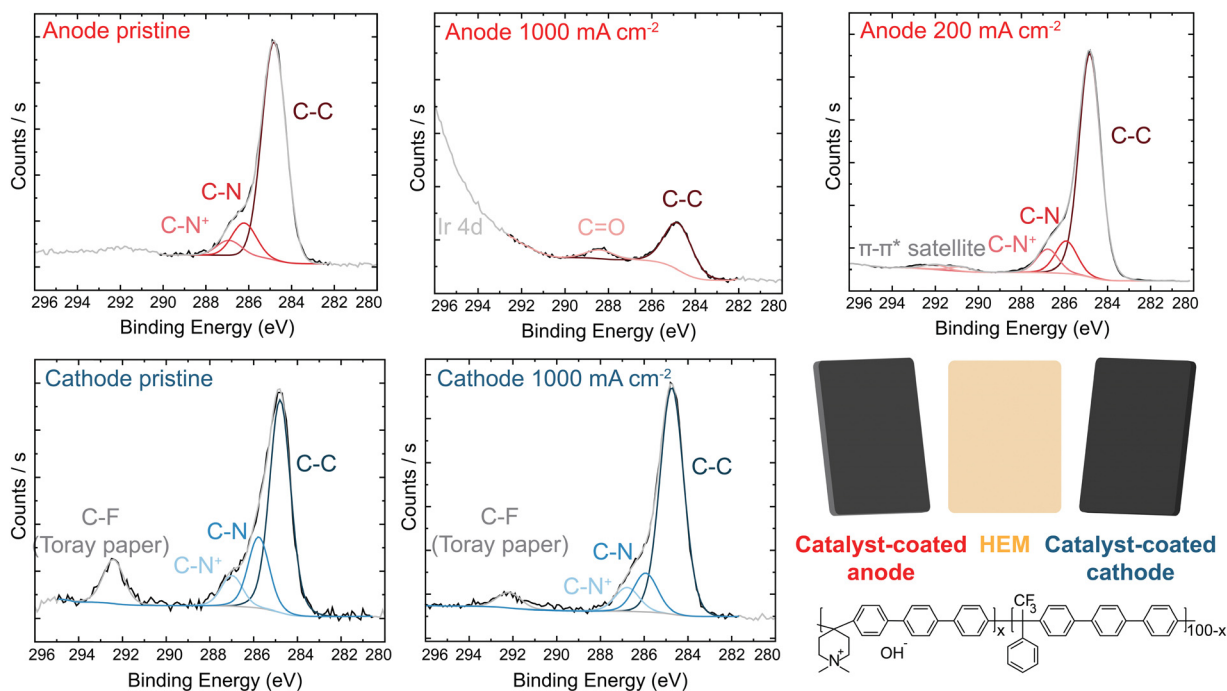 Anode pristine
Counts / s
C-C
C-N
C-N⁺
296 294 292 290 288 286 284 282 280
Binding Energy (eV)
Anode 1000 mA cm⁻²
Counts / s
Ir 4d
C=O
C-C
296 294 292 290 288 286 284 282 280
Binding Energy (eV)
Anode 200 mA cm⁻²
Counts / s
C-C
C-N
C-N⁺
π-π* satellite
296 294 292 290 288 286 284 282 280
Binding Energy (eV)
Cathode pristine
Counts / s
C-C
C-F
(Toray paper)
C-N
C-N⁺
296 294 292 290 288 286 284 282 280
Binding Energy (eV)
Cathode 1000 mA cm⁻²
Counts / s
C-C
C-F
(Toray paper)
C-N
C-N⁺
296 294 292 290 288 286 284 282 280
Binding Energy (eV)
Catalyst-coated
anode
HEM
Catalyst-coated
cathode
CF₃
x
100-x
OH⁻
N⁺